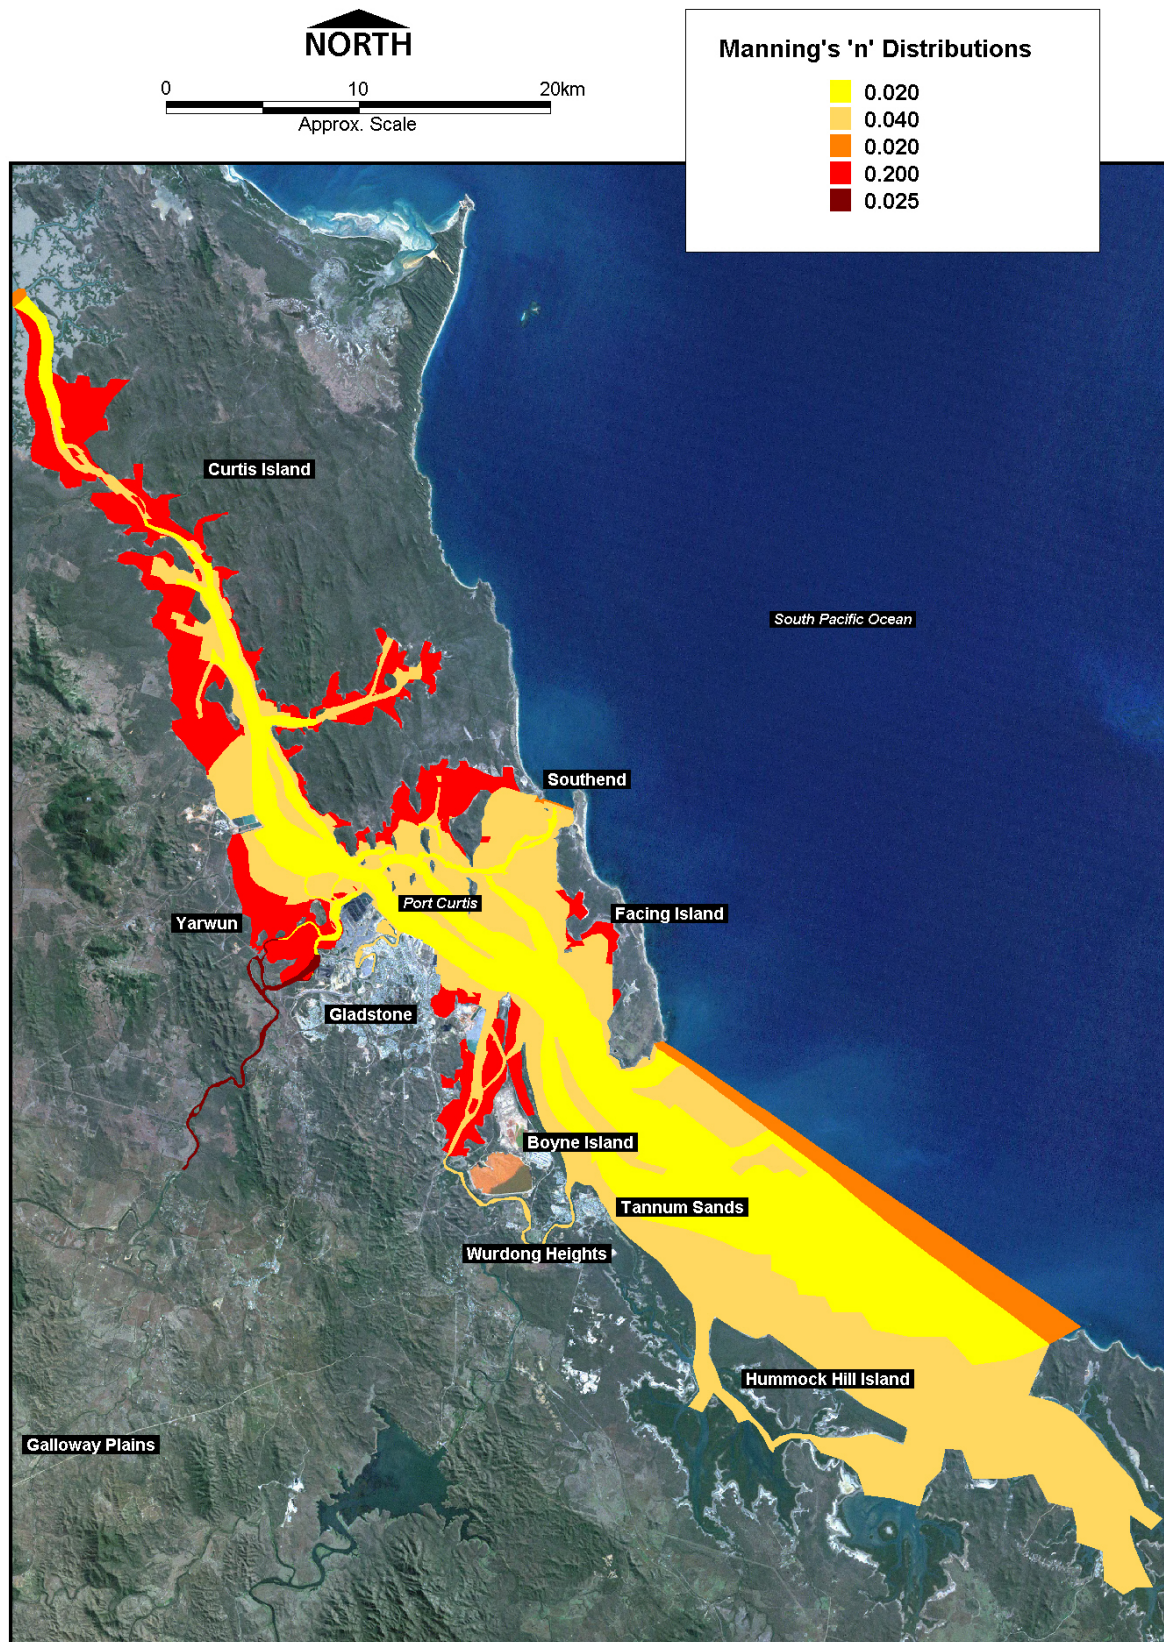 NORTH
0 10 20km
Approx. Scale
Manning's 'n' Distributions
0.020
0.040
0.020
0.200
0.025
Curtis Island
South Pacific Ocean
Southend
Port Curtis
Facing Island
Yarwun
Gladstone
Boyne Island
Tannum Sands
Wurdong Heights
Hummock Hill Island
Galloway Plains